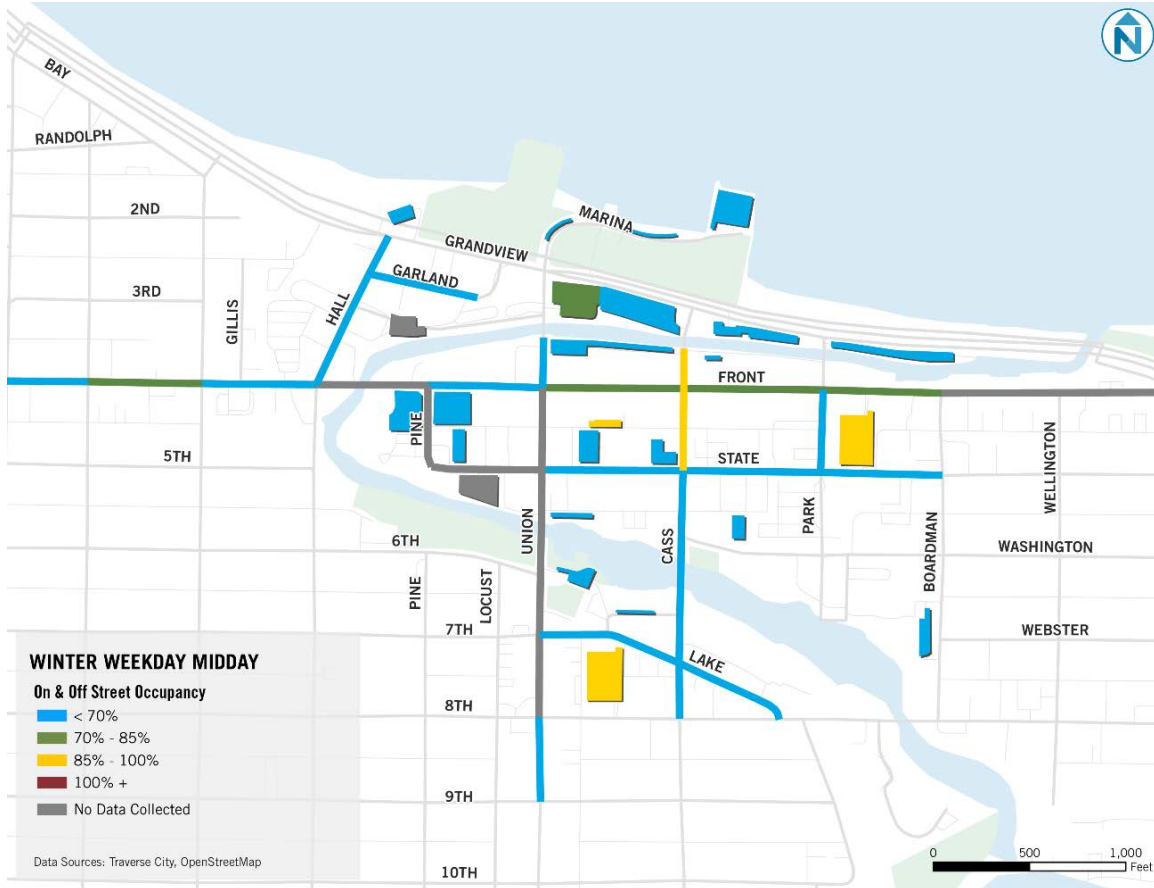 N
BAY
RANDOLPH
2ND
MARINA
GRANDVIEW
GARLAND
3RD
HALL
GILLIS
FRONT
PINE
5TH
STATE
WELLINGTON
UNION
PARK
CASS
BOARDMAN
6TH
WASHINGTON
PINE
LOCUST
7TH
WEBSTER
LAKE
8TH
9TH
10TH
WINTER WEEKDAY MIDDAY
On & Off Street Occupancy
< 70%
70% - 85%
85% - 100%
100% +
No Data Collected
Data Sources: Traverse City, OpenStreetMap
0 500 1,000
Feet